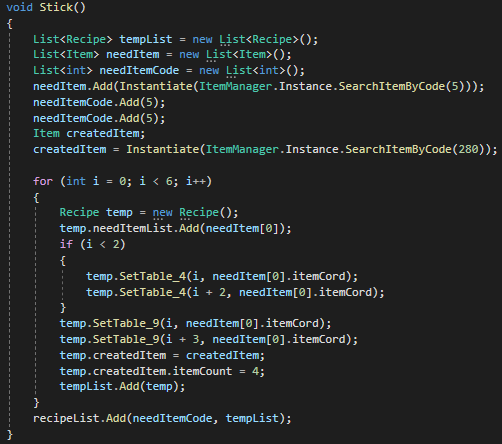 void Stick()
{
    List<Recipe> tempList = new List<Recipe>();
    List<Item> needItem = new List<Item>();
    List<int> needItemCode = new List<int>();
    needItem.Add(Instantiate(ItemManager.Instance.SearchItemByCode(5)));
    needItemCode.Add(5);
    needItemCode.Add(5);
    Item createdItem;
    createdItem = Instantiate(ItemManager.Instance.SearchItemByCode(280));

    for (int i = 0; i < 6; i++)
    {
        Recipe temp = new Recipe();
        temp.needItemList.Add(needItem[0]);
        if (i < 2)
        {
            temp.SetTable_4(i, needItem[0].itemCord);
            temp.SetTable_4(i + 2, needItem[0].itemCord);
        }
        temp.SetTable_9(i, needItem[0].itemCord);
        temp.SetTable_9(i + 3, needItem[0].itemCord);
        temp.createdItem = createdItem;
        temp.createdItem.itemCount = 4;
        tempList.Add(temp);
    }
    recipeList.Add(needItemCode, tempList);
}